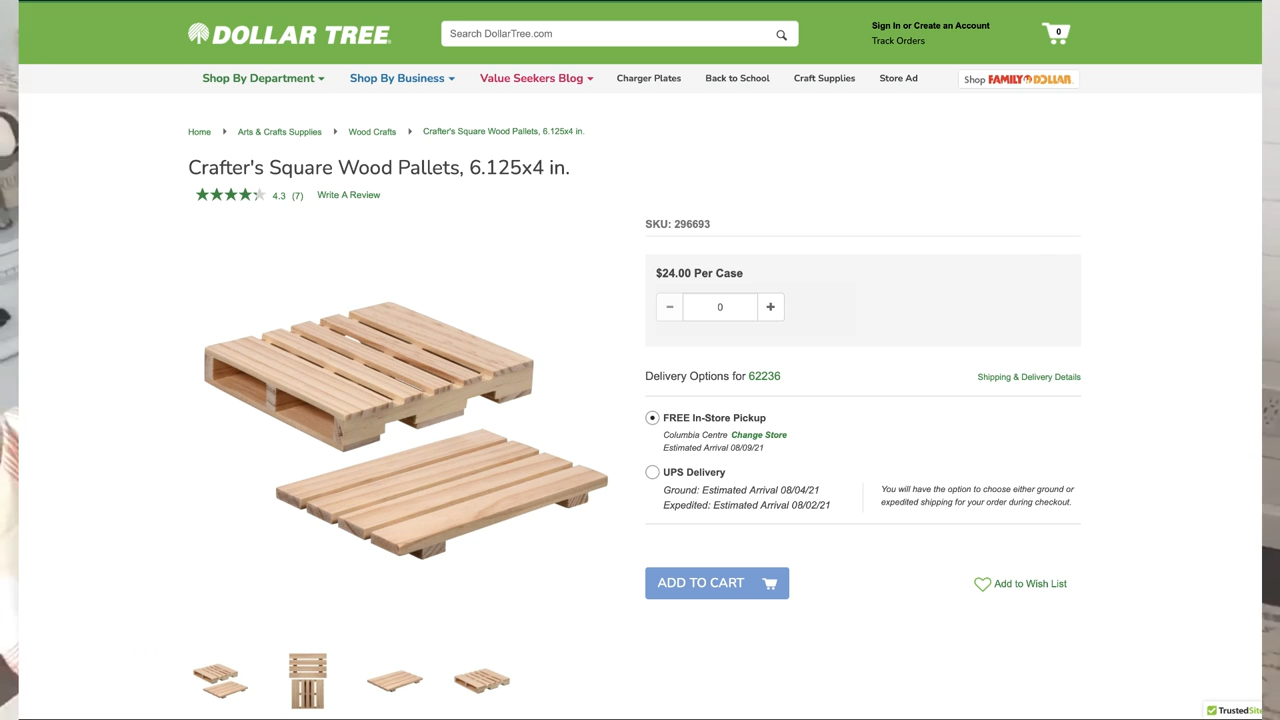 DOLLAR TREE
Search DollarTree.com
Sign In or Create an Account
Track Orders
0
Shop By Department
Shop By Business
Value Seekers Blog
Charger Plates
Back to School
Craft Supplies
Store Ad
Shop FAMILY DOLLAR
Home
Arts & Crafts Supplies
Wood Crafts
Crafter's Square Wood Pallets, 6.125x4 in.
Crafter's Square Wood Pallets, 6.125x4 in.
4.3 (7) Write A Review
SKU: 296693
$24.00 Per Case
− 0 +
Delivery Options for 62236
Shipping & Delivery Details
FREE In-Store Pickup
Columbia Centre Change Store
Estimated Arrival 08/09/21
UPS Delivery
Ground: Estimated Arrival 08/04/21
Expedited: Estimated Arrival 08/02/21
You will have the option to choose either ground or
expedited shipping for your order during checkout.
ADD TO CART
Add to Wish List
TrustedSite